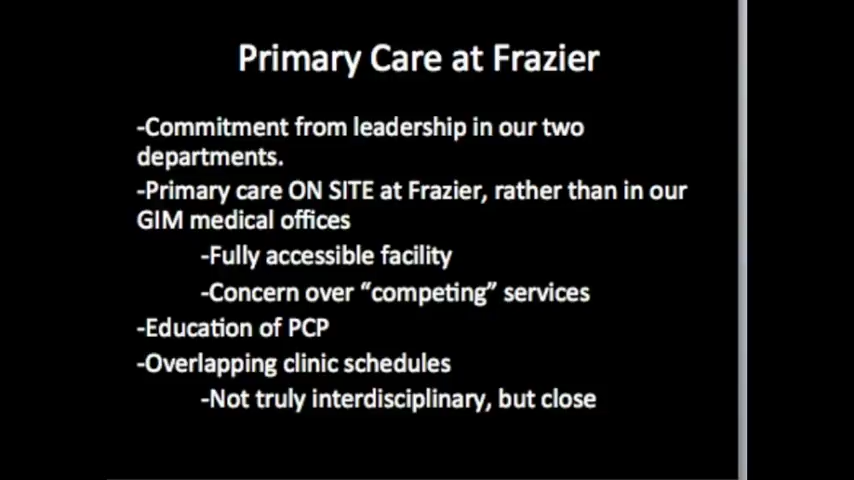 Primary Care at Frazier
-Commitment from leadership in our two
departments.
-Primary care ON SITE at Frazier, rather than in our
GIM medical offices
-Fully accessible facility
-Concern over “competing” services
-Education of PCP
-Overlapping clinic schedules
-Not truly interdisciplinary, but close